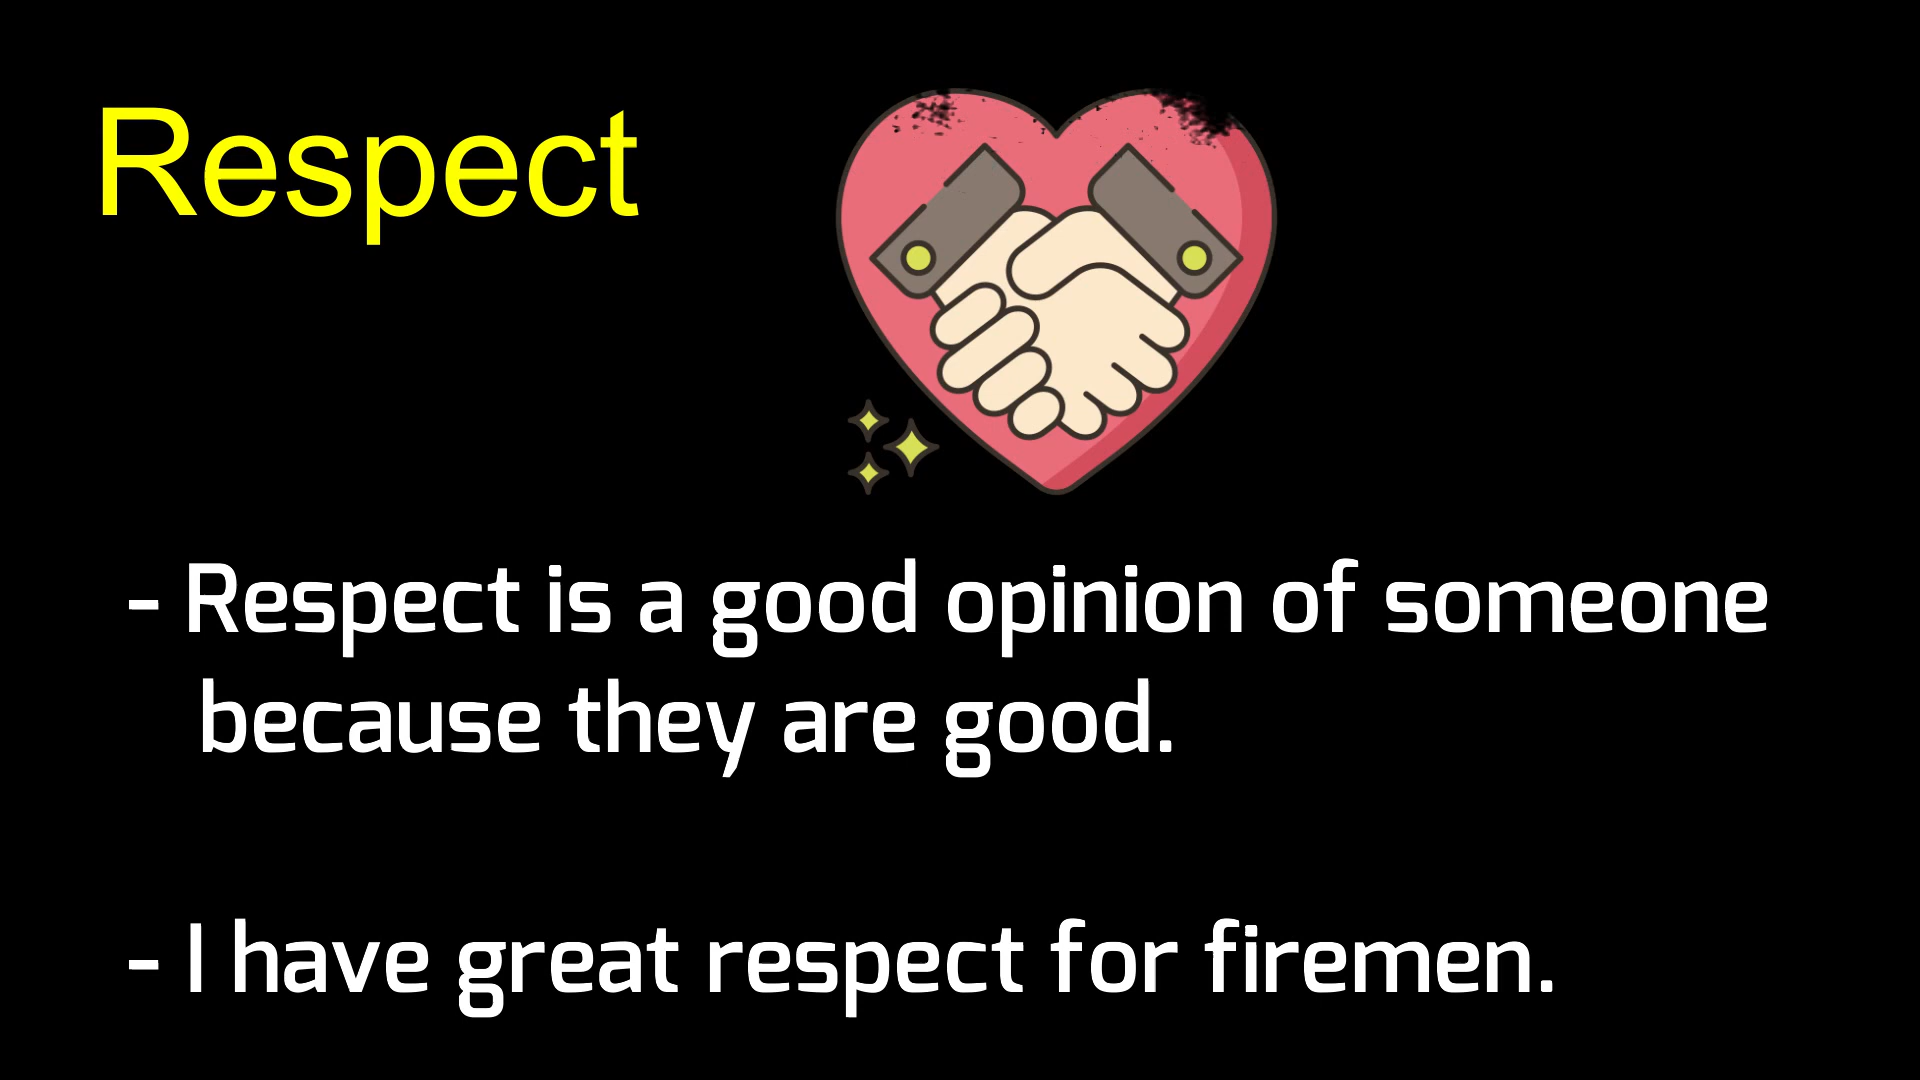 Respect
- Respect is a good opinion of someone
because they are good.
- I have great respect for firemen.